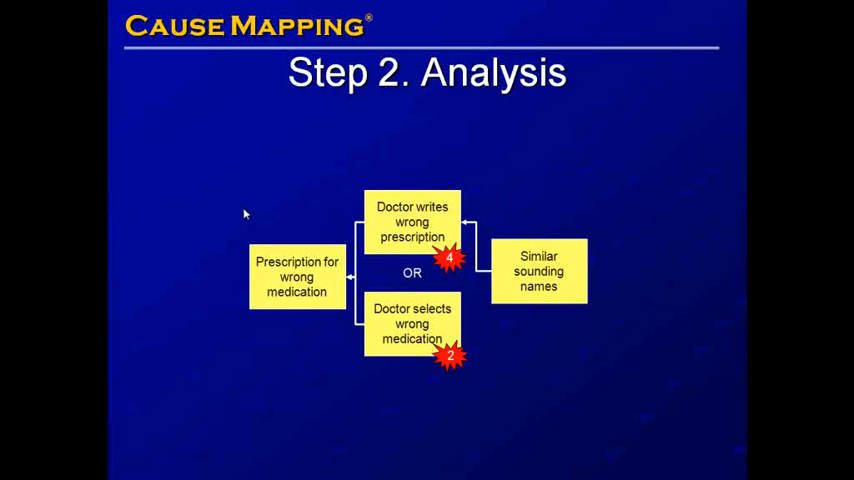 CAUSE MAPPING®
Step 2. Analysis
Doctor writes
wrong
prescription
4
Prescription for
wrong
medication
OR
Similar
sounding
names
Doctor selects
wrong
medication
2